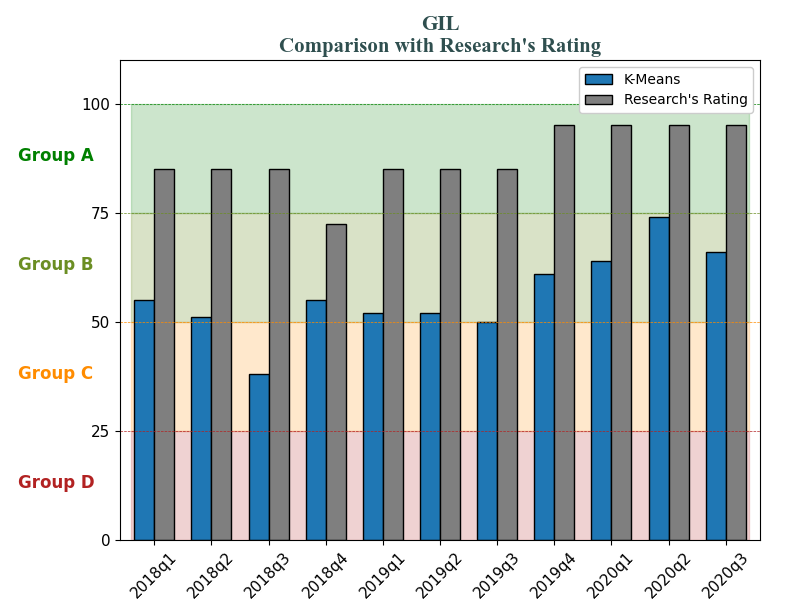 GIL
Comparison with Research's Rating
K-Means
Research's Rating
100
Group A
75
Group B
50
Group C
25
Group D
0
2018q1
2018q2
2018q3
2018q4
2019q1
2019q2
2019q3
2019q4
2020q1
2020q2
2020q3